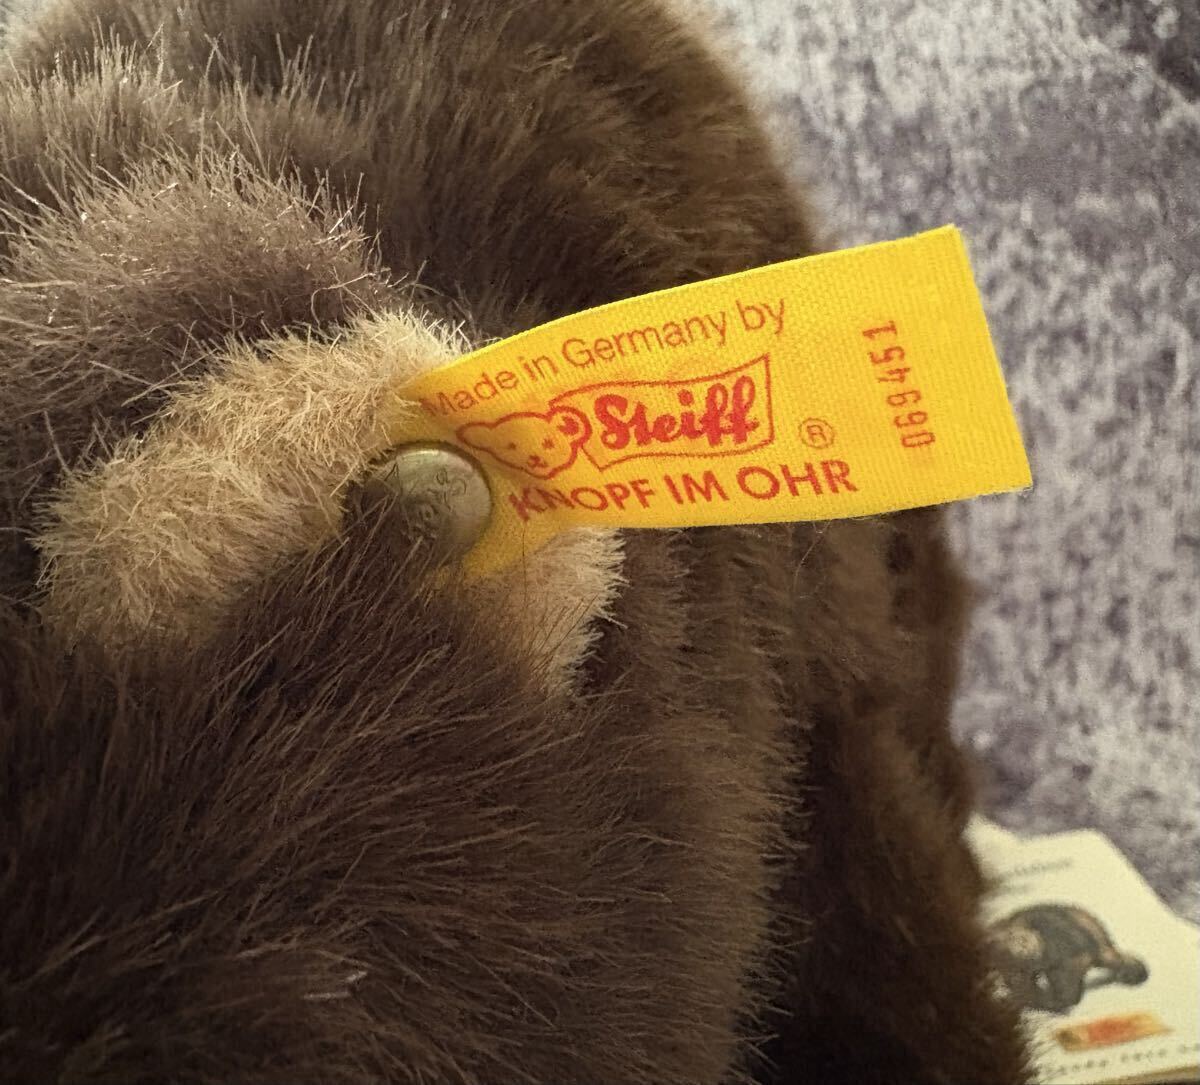 Made in Germany by
Steiff
®
KNOPF IM OHR
069451